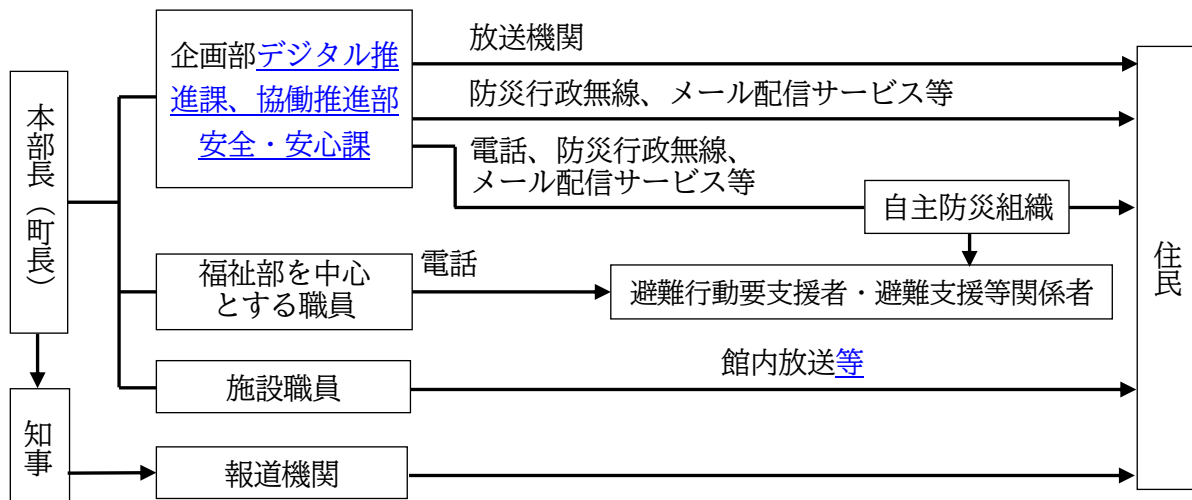 本部長（町長）
知事
企画部デジタル推
進課、協働推進部
安全・安心課
放送機関
防災行政無線、メール配信サービス等
電話、防災行政無線、
メール配信サービス等
自主防災組織
福祉部を中心
とする職員
電話
避難行動要支援者・避難支援等関係者
施設職員
館内放送等
報道機関
住民